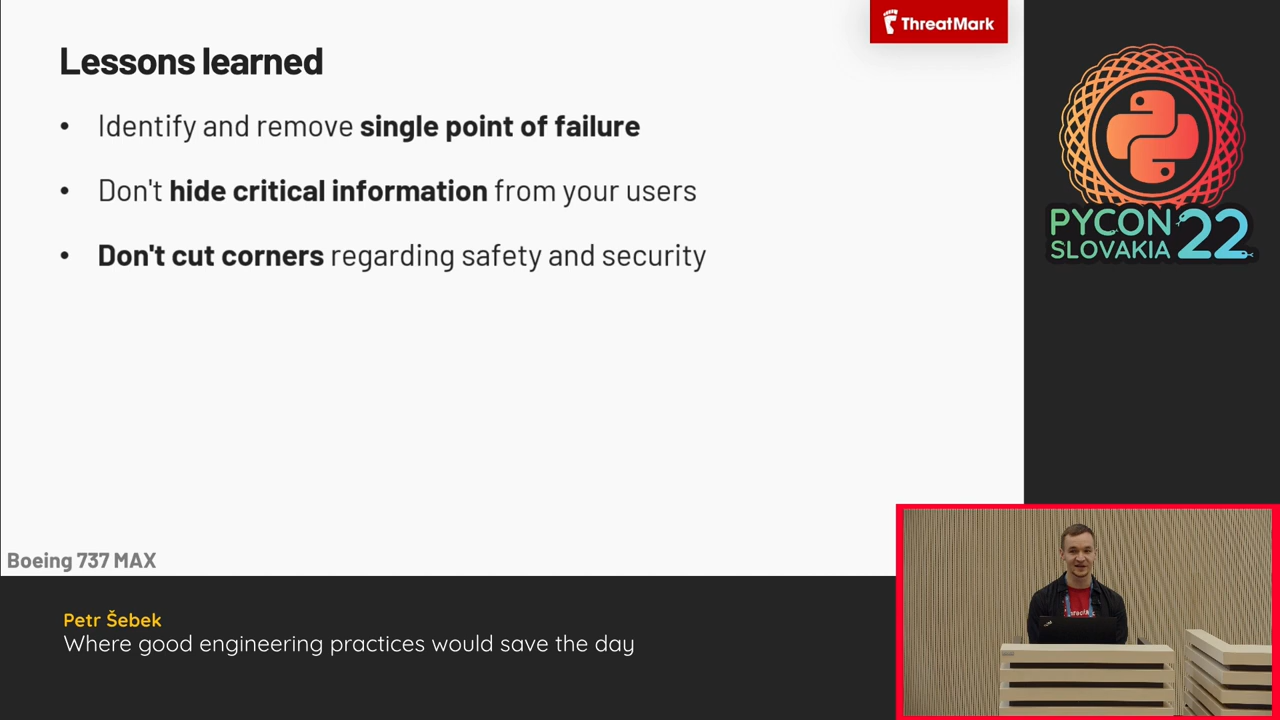 ThreatMark
Lessons learned
• Identify and remove single point of failure
• Don't hide critical information from your users
• Don't cut corners regarding safety and security
Boeing 737 MAX
PYCON
SLOVAKIA
22
Petr Šebek
Where good engineering practices would save the day